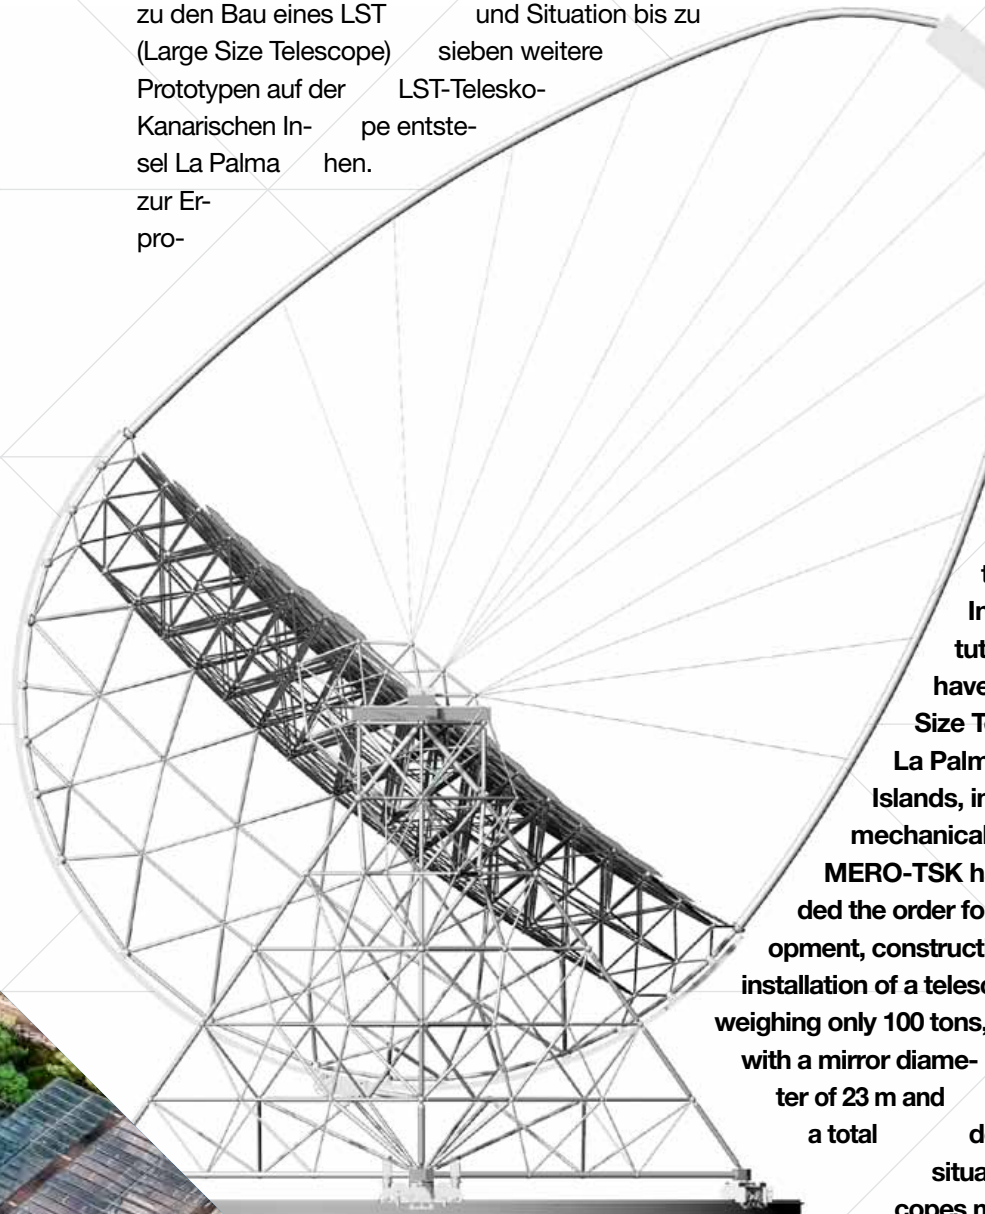 zu den Bau eines LST
(Large Size Telescope)
Prototypen auf der
Kanarischen In-
sel La Palma
zur Er-
pro-
und Situation bis zu
sieben weitere
LST-Telesko-
pe entste-
hen.
In
tut
have
Size T
La Palm
Islands, in
mechanical
MERO-TSK h
ded the order fo
opment, constructi
installation of a telesc
weighing only 100 tons,
with a mirror diame-
ter of 23 m and
a total
situa
copes